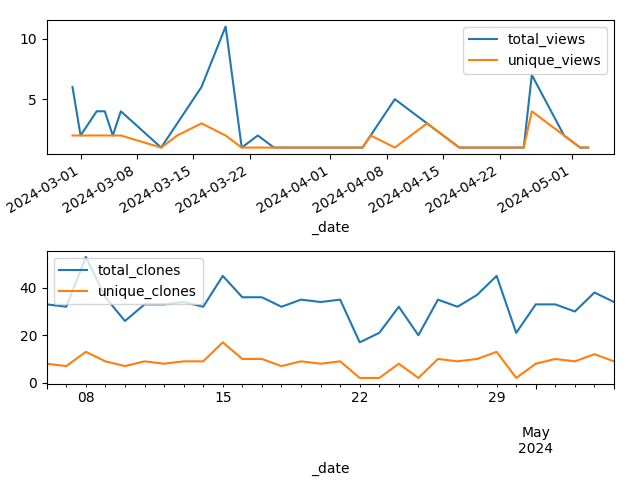 total_views
unique_views
10
5
2024-03-01
2024-03-08
2024-03-15
2024-03-22
2024-04-01
2024-04-08
2024-04-15
2024-04-22
2024-05-01
_date
total_clones
unique_clones
40
20
0
08
15
22
29
May
2024
_date